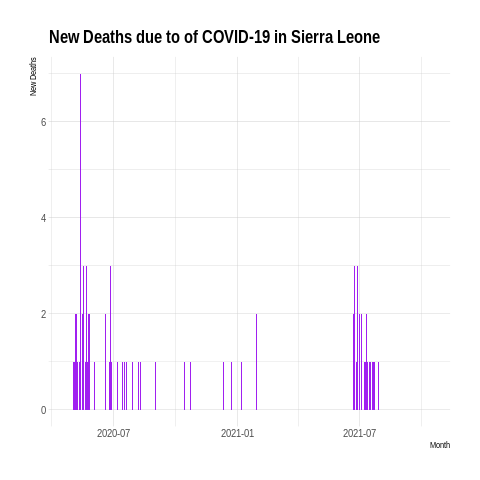 New Deaths due to of COVID-19 in Sierra Leone
New Deaths
6
4
2
0
2020-07
2021-01
2021-07
Month